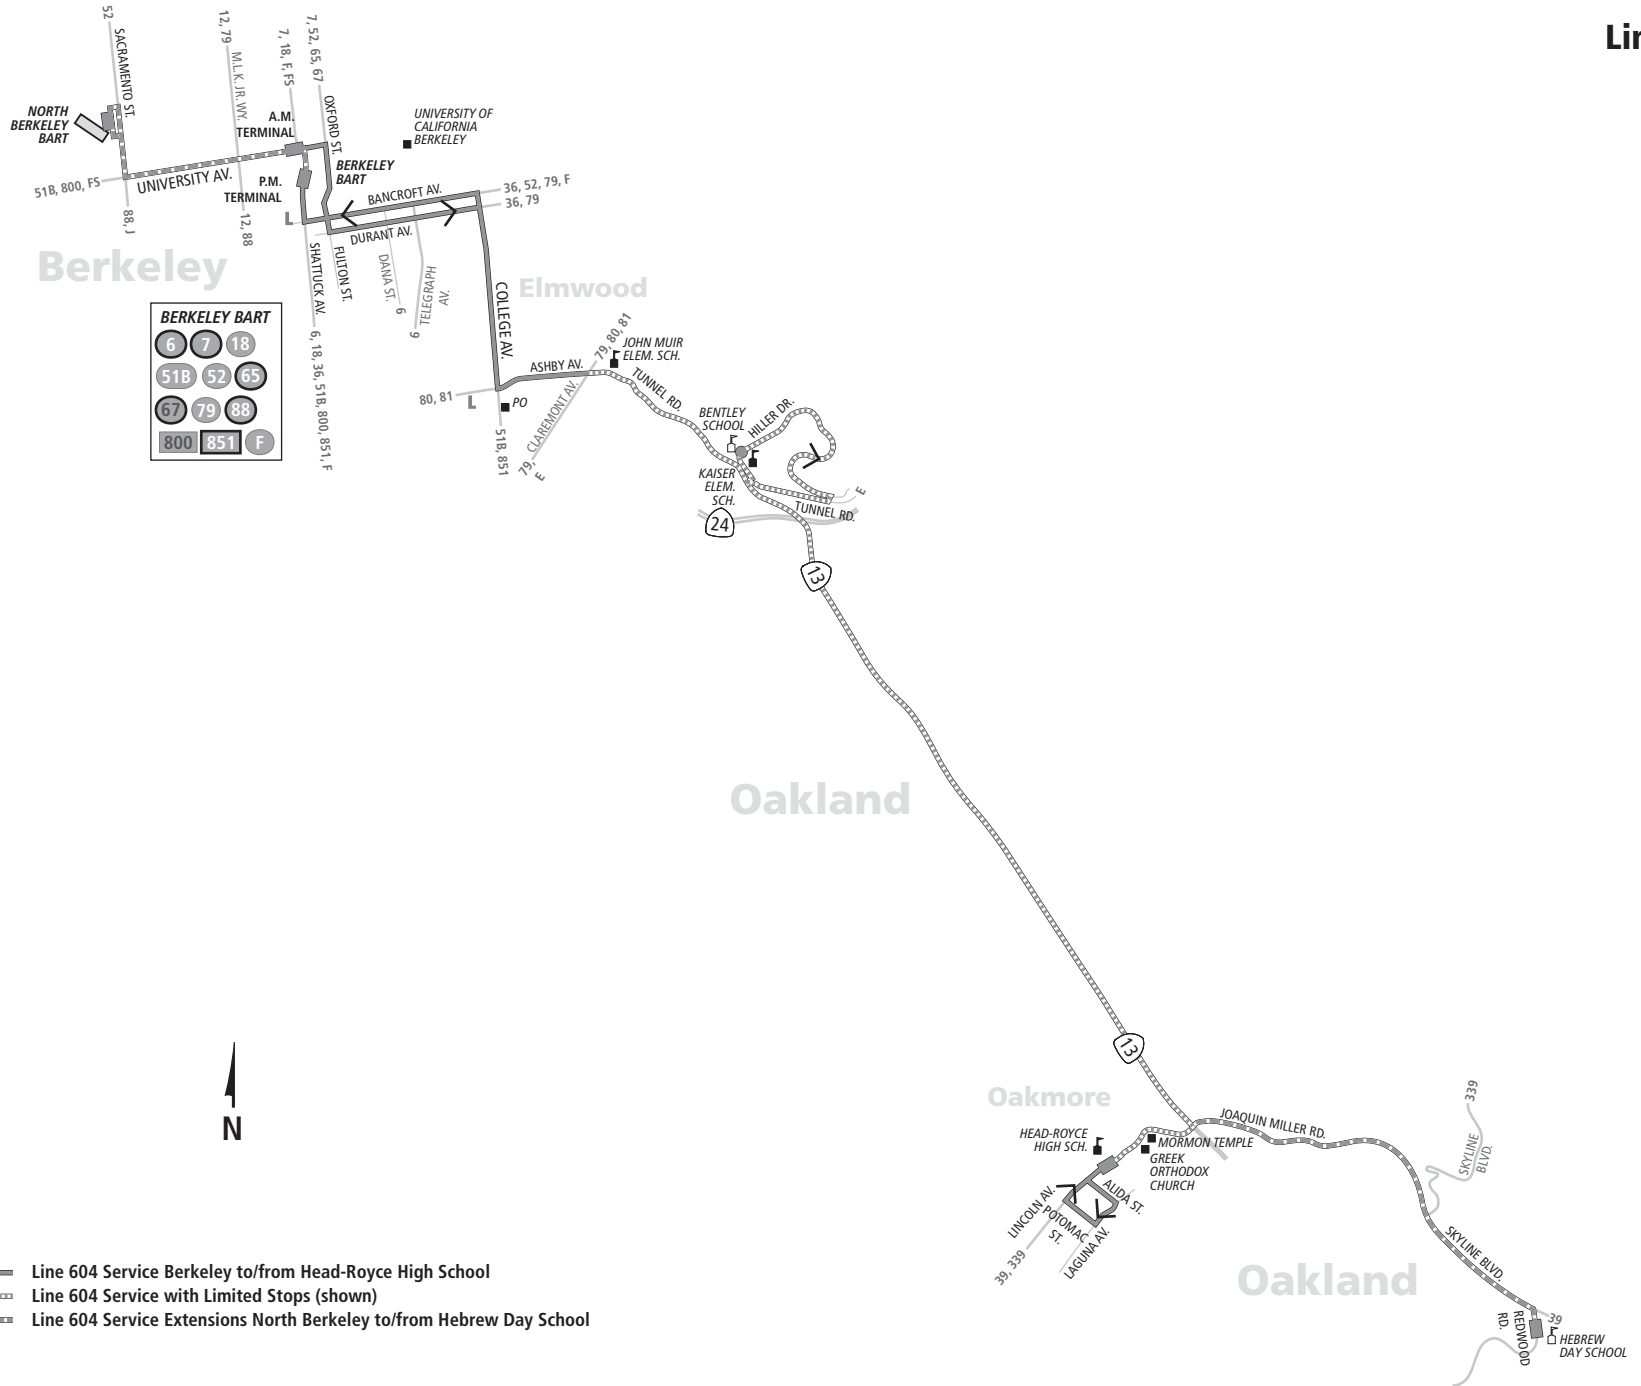 Lin
52
SACRAMENTO ST.
12, 79
M.L.K. JR. WY.
7, 18, F, FS
7, 52, 65, 67
OXFORD ST.
NORTH
BERKELEY
BART
A.M.
TERMINAL
UNIVERSITY OF
CALIFORNIA
BERKELEY
BERKELEY
BART
51B, 800, FS
UNIVERSITY AV.
P.M.
TERMINAL
BANCROFT AV.
36, 52, 79, F
36, 79
L
DURANT AV.
88, J
12, 88
Berkeley
SHATTUCK AV.
FULTON ST.
DANA ST.
6
TELEGRAPH
AV.
6
COLLEGE AV.
Elmwood
6, 18, 36, 51B, 800, 851, F
BERKELEY BART
6 7 18
51B 52 65
67 79 88
800 851 F
79, 80, 81
JOHN MUIR
ELEM. SCH.
ASHBY AV.
TUNNEL RD.
80, 81
L
PO
CLAREMONT AV.
51B, 851
79,
E
BENTLEY
SCHOOL
HILLER DR.
KAISER
ELEM.
SCH.
E
TUNNEL RD.
24
13
Oakland
13
N
Oakmore
339
SKYLINE
BLVD.
HEAD-ROYCE
HIGH SCH.
JOAQUIN MILLER RD.
MORMON TEMPLE
GREEK
ORTHODOX
CHURCH
LINCOLN AV.
ALIDA ST.
POTOMAC
ST.
LAGUNA AV.
39, 339
SKYLINE BLVD.
Oakland
39
REDWOOD
RD.
HEBREW
DAY SCHOOL
Line 604 Service Berkeley to/from Head-Royce High School
Line 604 Service with Limited Stops (shown)
Line 604 Service Extensions North Berkeley to/from Hebrew Day School